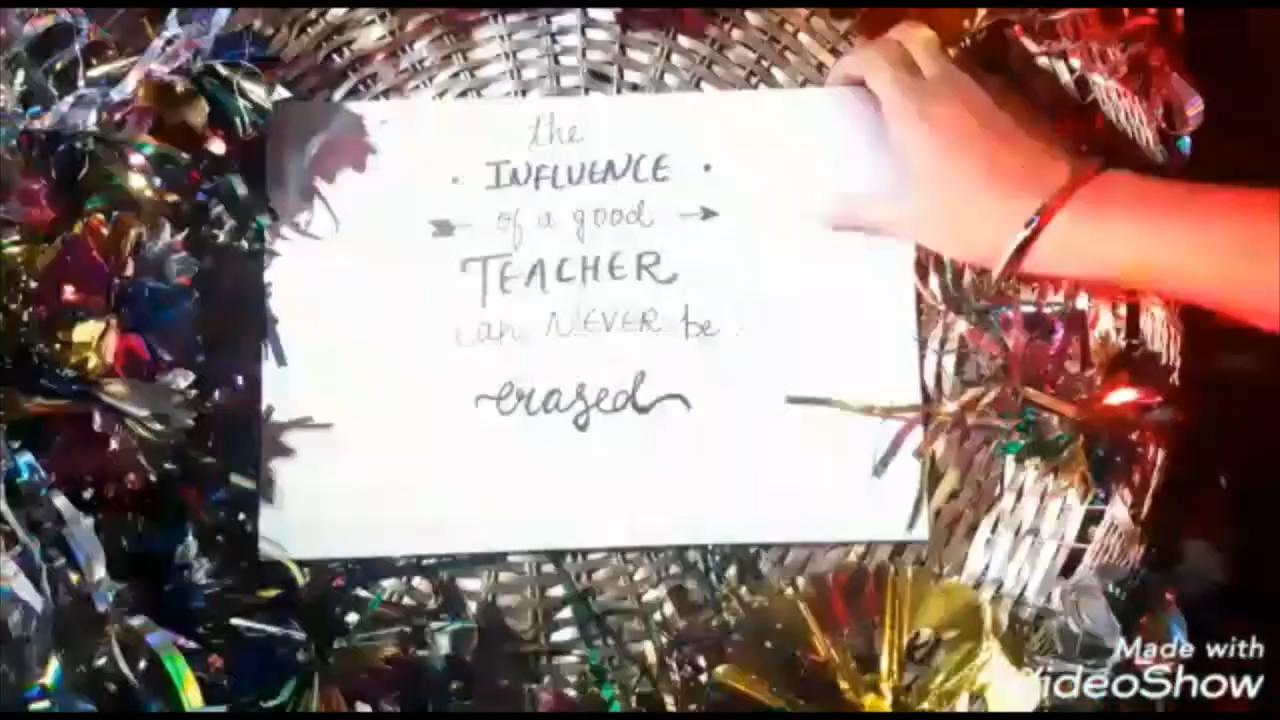 the
· INFLUENCE ·
of a good
TEACHER
can NEVER be
erased
Made with
VideoShow